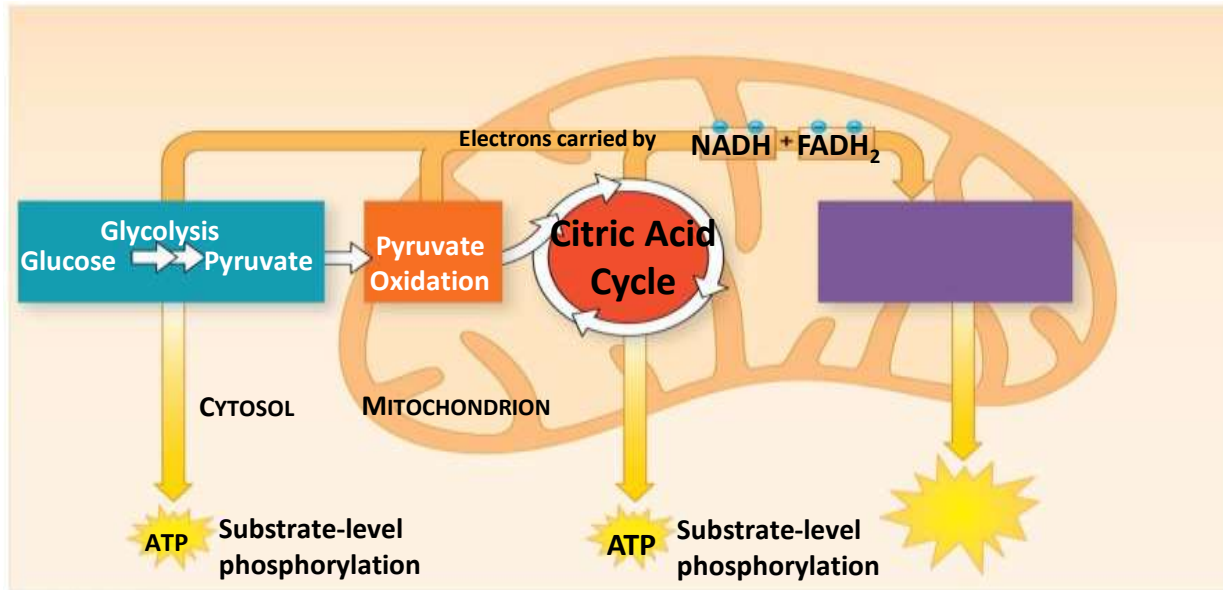 Electrons carried by NADH + FADH₂
Glycolysis
Glucose Pyruvate
Pyruvate
Oxidation
Citric Acid
Cycle
CYTOSOL
MITOCHONDRION
ATP
Substrate-level
phosphorylation
ATP
Substrate-level
phosphorylation